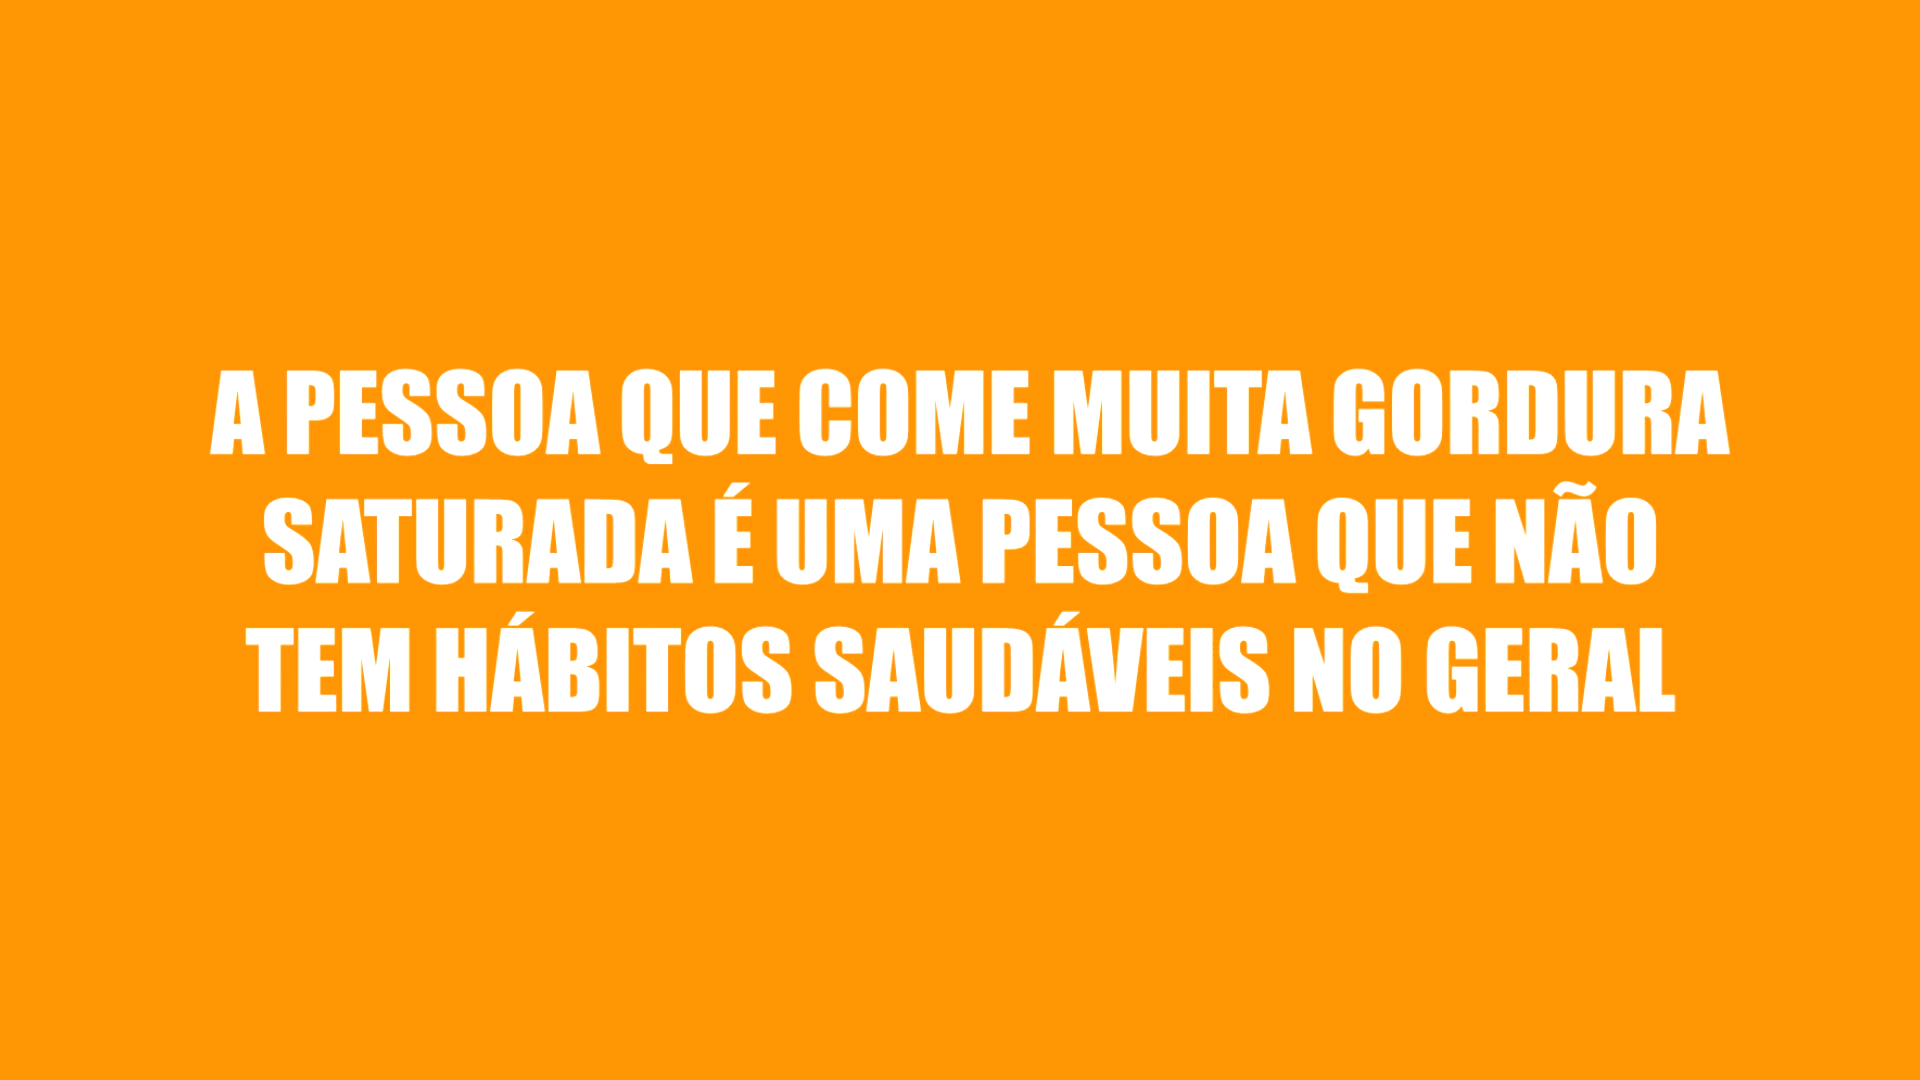 A PESSOA QUE COME MUITA GORDURA
SATURADA É UMA PESSOA QUE NÃO
TEM HÁBITOS SAUDÁVEIS NO GERAL